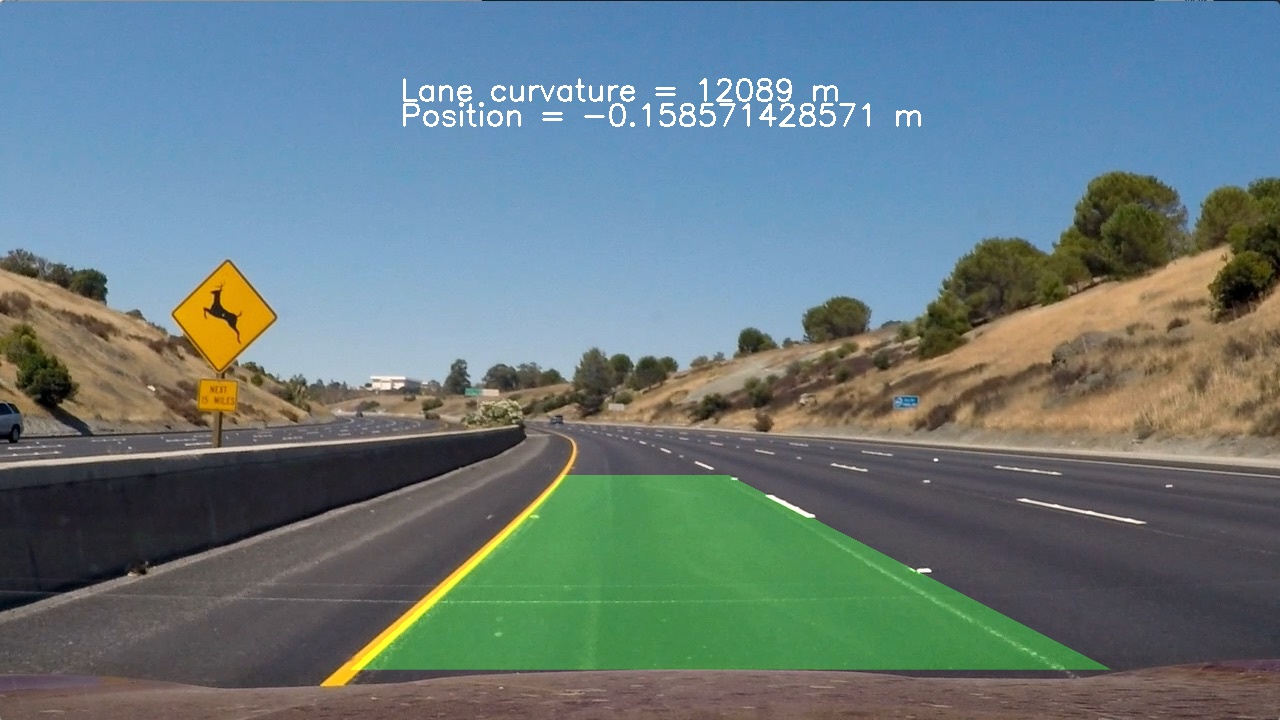 Lane curvature = 12089 m
Position = -0.158571428571 m
NEXT
15 MILES